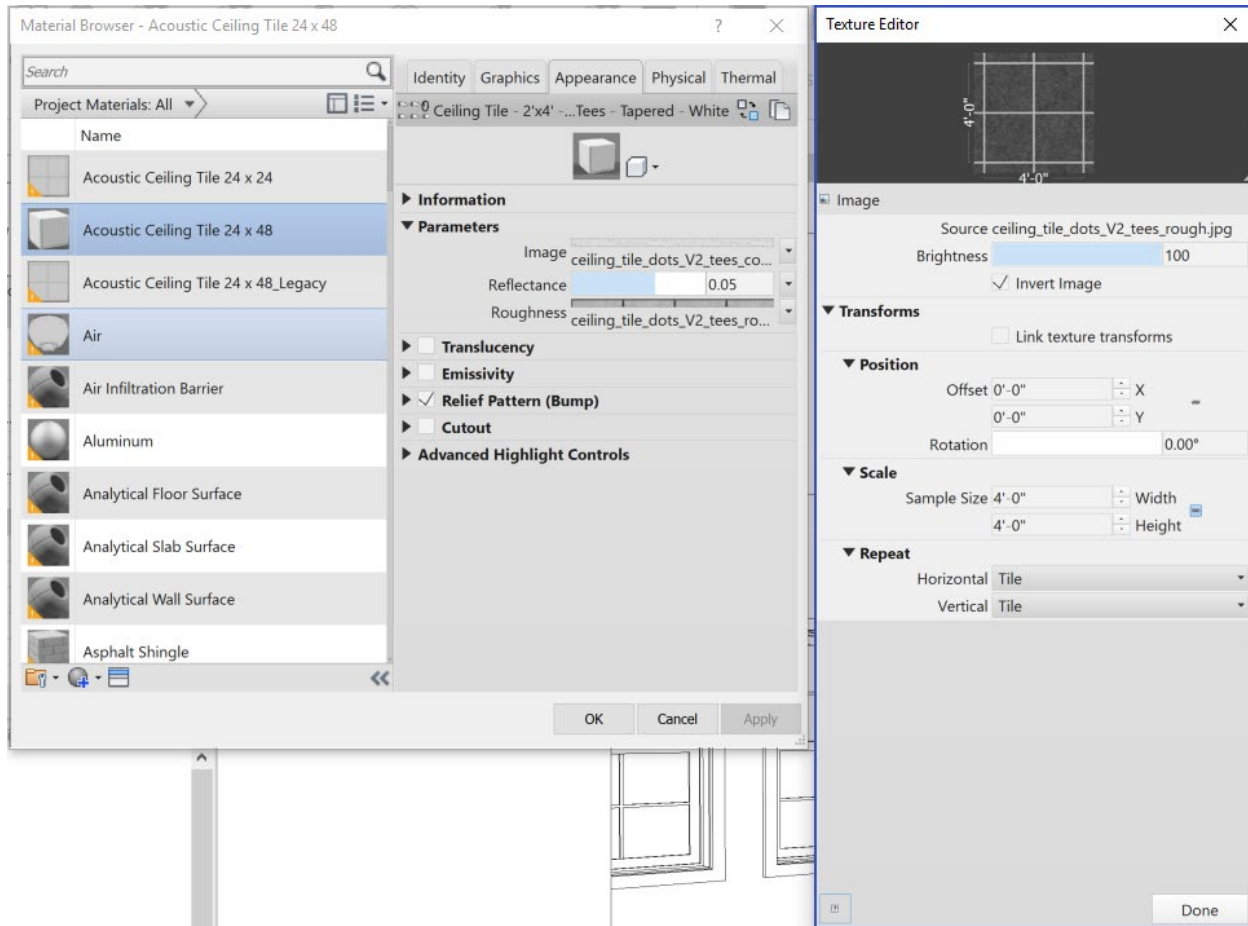 Material Browser - Acoustic Ceiling Tile 24 x 48
?
Search
Project Materials: All
Name
Acoustic Ceiling Tile 24 x 24
Acoustic Ceiling Tile 24 x 48
Acoustic Ceiling Tile 24 x 48_Legacy
Air
Air Infiltration Barrier
Aluminum
Analytical Floor Surface
Analytical Slab Surface
Analytical Wall Surface
Asphalt Shingle
Identity Graphics Appearance Physical Thermal
0 Ceiling Tile - 2'x4' -...Tees - Tapered - White
Information
Parameters
Image ceiling_tile_dots_V2_tees_co...
Reflectance 0.05
Roughness ceiling_tile_dots_V2_tees_ro...
Translucency
Emissivity
Relief Pattern (Bump)
Cutout
Advanced Highlight Controls
OK Cancel Apply
Texture Editor
4'-0"
4'-0"
Image
Source ceiling_tile_dots_V2_tees_rough.jpg
Brightness 100
Invert Image
Transforms
Link texture transforms
Position
Offset 0'-0" X
0'-0" Y
Rotation 0.00°
Scale
Sample Size 4'-0" Width
4'-0" Height
Repeat
Horizontal Tile
Vertical Tile
Done